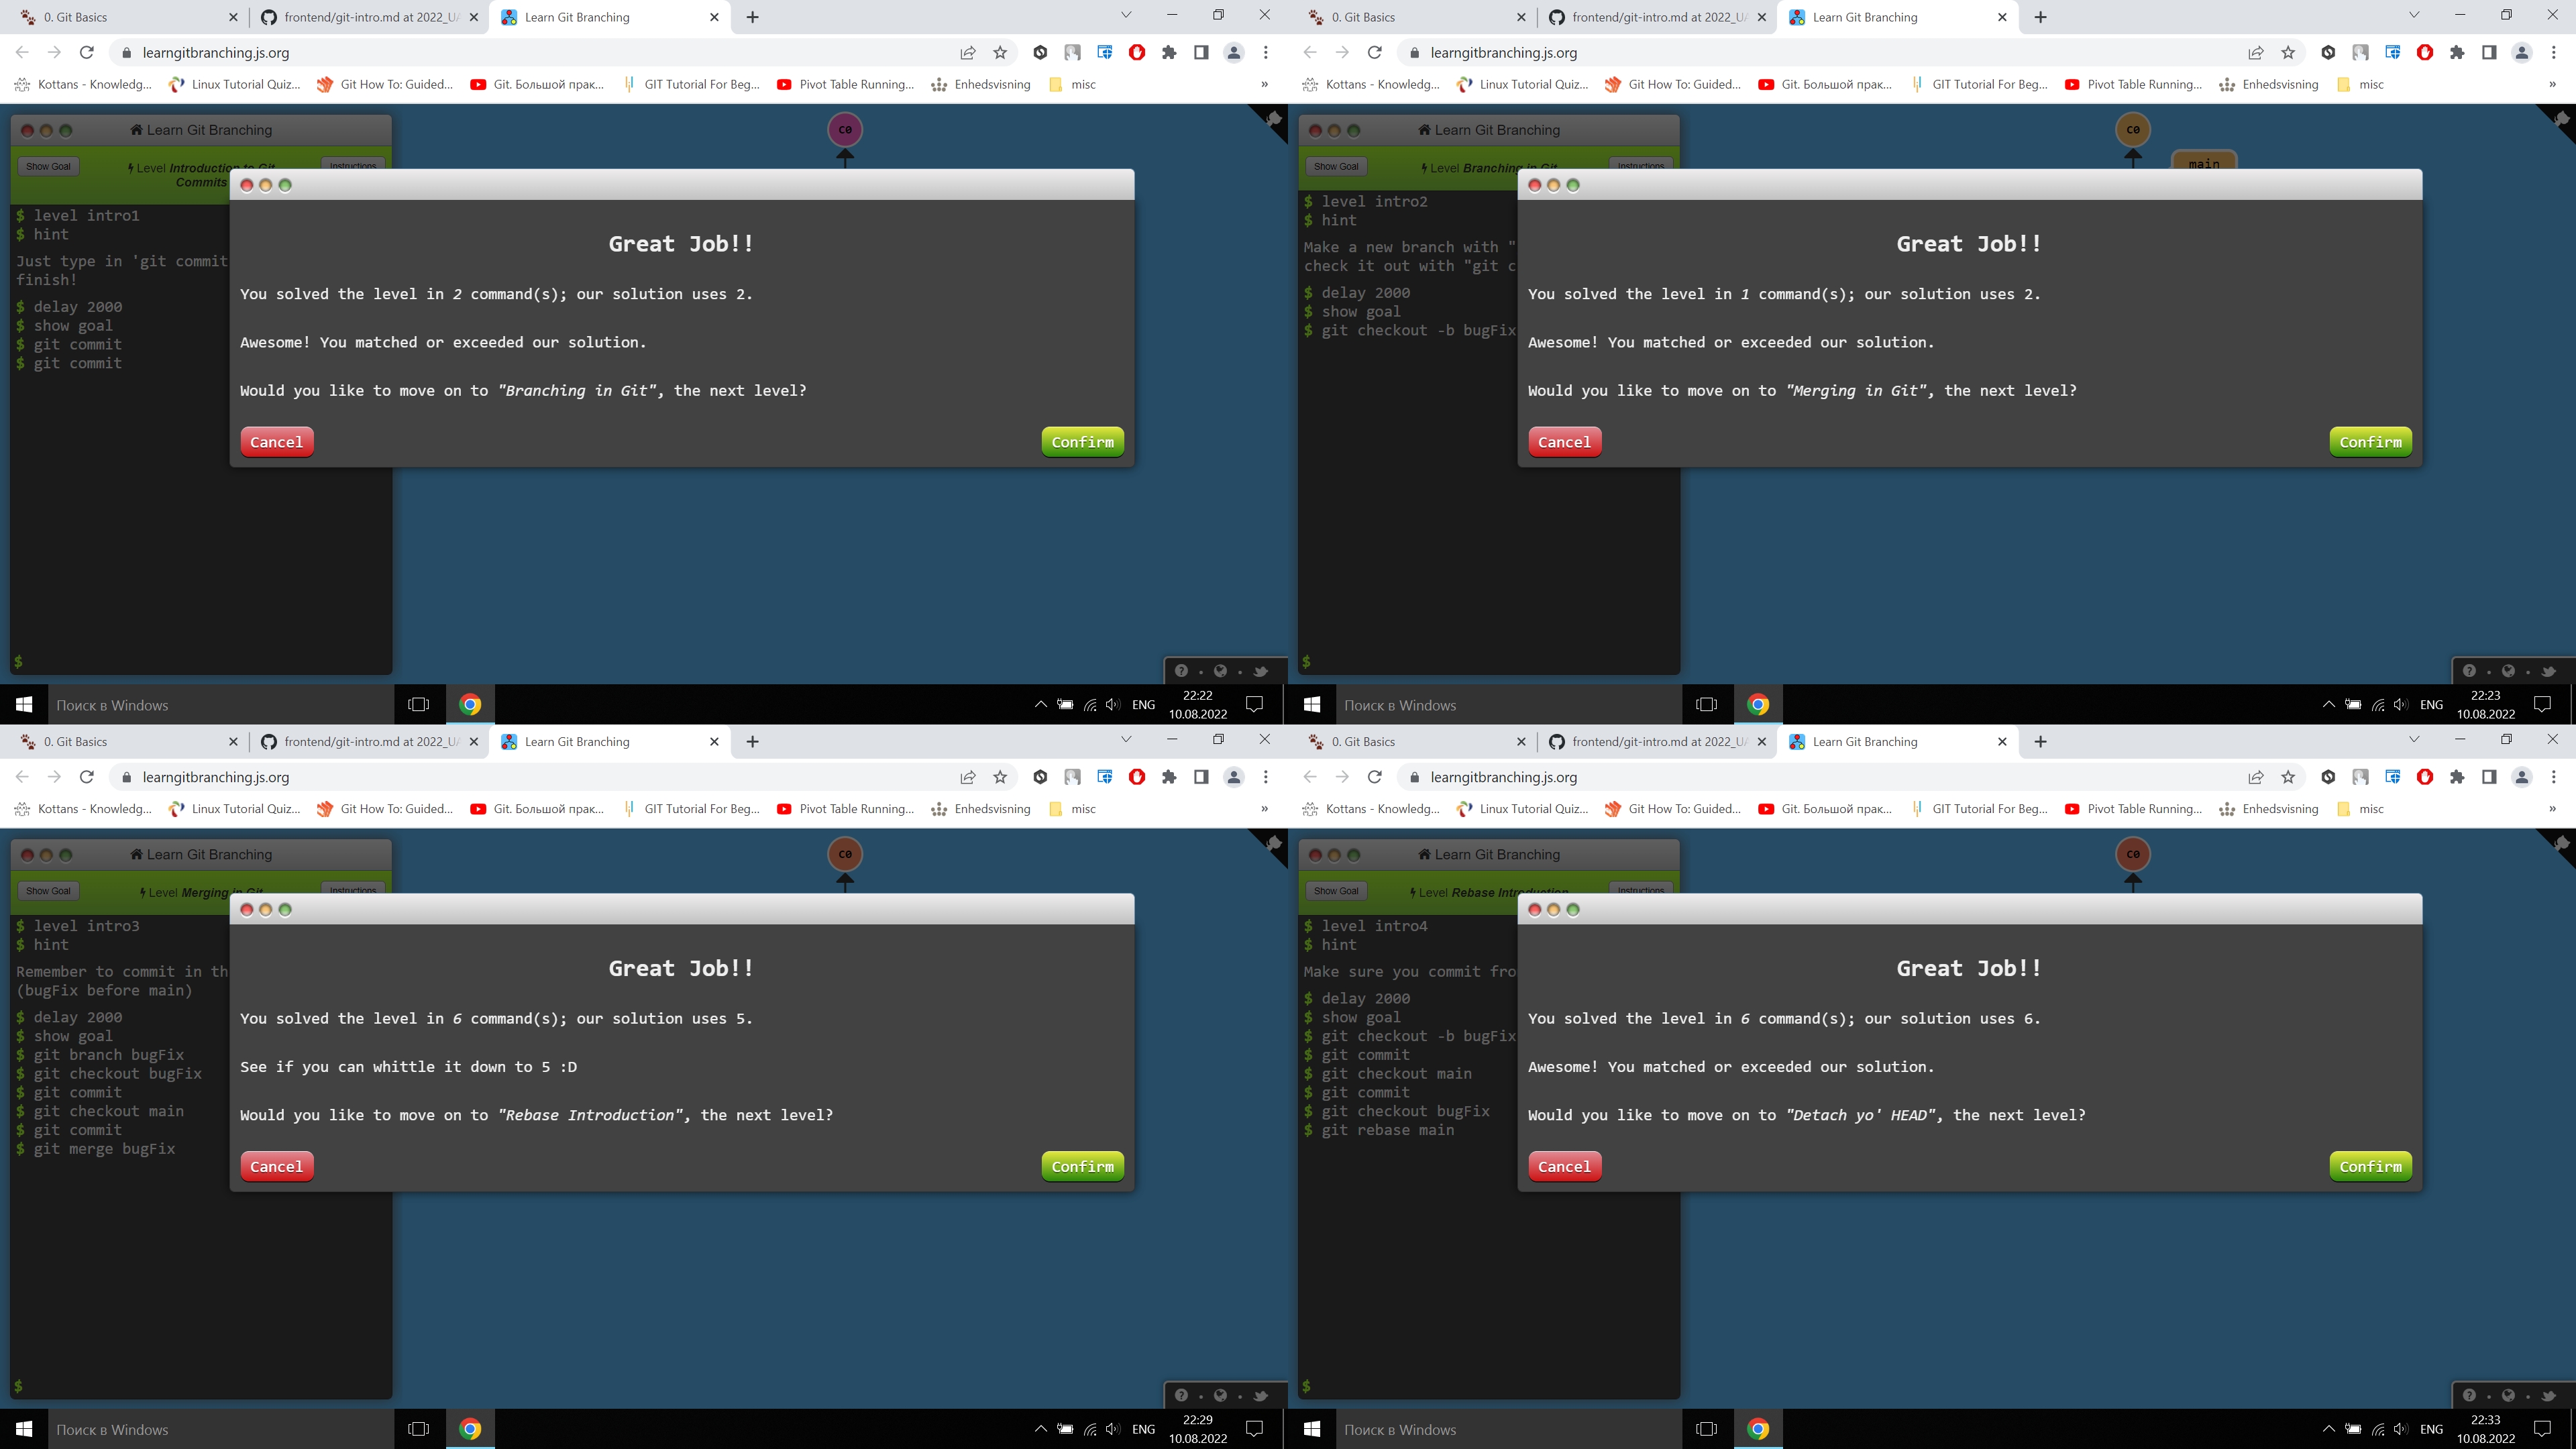 0. Git Basics
frontend/git-intro.md at 2022_U
Learn Git Branching
learngitbranching.js.org
Kottans - Knowledg... Linux Tutorial Quiz... Git How To: Guided... Git. Большой прак... GIT Tutorial For Beg... Pivot Table Running... Enhedsvisning misc »
Learn Git Branching
C0
Show Goal
Level Introduction to Git Commits
Instructions
$ level intro1
$ hint
Just type in 'git commit
finish!
$ delay 2000
$ show goal
$ git commit
$ git commit
Great Job!!
You solved the level in 2 command(s); our solution uses 2.
Awesome! You matched or exceeded our solution.
Would you like to move on to "Branching in Git", the next level?
Cancel
Confirm
$
Поиск в Windows
ENG
22:22
10.08.2022
0. Git Basics
frontend/git-intro.md at 2022_U
Learn Git Branching
learngitbranching.js.org
Kottans - Knowledg... Linux Tutorial Quiz... Git How To: Guided... Git. Большой прак... GIT Tutorial For Beg... Pivot Table Running... Enhedsvisning misc »
Learn Git Branching
C0
main
Show Goal
Level Branching in Git
Instructions
$ level intro2
$ hint
Make a new branch with "
check it out with "git c
$ delay 2000
$ show goal
$ git checkout -b bugFix
Great Job!!
You solved the level in 1 command(s); our solution uses 2.
Awesome! You matched or exceeded our solution.
Would you like to move on to "Merging in Git", the next level?
Cancel
Confirm
$
Поиск в Windows
ENG
22:23
10.08.2022
0. Git Basics
frontend/git-intro.md at 2022_U
Learn Git Branching
learngitbranching.js.org
Kottans - Knowledg... Linux Tutorial Quiz... Git How To: Guided... Git. Большой прак... GIT Tutorial For Beg... Pivot Table Running... Enhedsvisning misc »
Learn Git Branching
C0
Show Goal
Level Merging in Git
Instructions
$ level intro3
$ hint
Remember to commit in th
(bugFix before main)
$ delay 2000
$ show goal
$ git branch bugFix
$ git checkout bugFix
$ git commit
$ git checkout main
$ git commit
$ git merge bugFix
Great Job!!
You solved the level in 6 command(s); our solution uses 5.
See if you can whittle it down to 5 :D
Would you like to move on to "Rebase Introduction", the next level?
Cancel
Confirm
$
Поиск в Windows
ENG
22:29
10.08.2022
0. Git Basics
frontend/git-intro.md at 2022_U
Learn Git Branching
learngitbranching.js.org
Kottans - Knowledg... Linux Tutorial Quiz... Git How To: Guided... Git. Большой прак... GIT Tutorial For Beg... Pivot Table Running... Enhedsvisning misc »
Learn Git Branching
C0
Show Goal
Level Rebase Introduction
Instructions
$ level intro4
$ hint
Make sure you commit fro
$ delay 2000
$ show goal
$ git checkout -b bugFix
$ git commit
$ git checkout main
$ git commit
$ git checkout bugFix
$ git rebase main
Great Job!!
You solved the level in 6 command(s); our solution uses 6.
Awesome! You matched or exceeded our solution.
Would you like to move on to "Detach yo' HEAD", the next level?
Cancel
Confirm
$
Поиск в Windows
ENG
22:33
10.08.2022